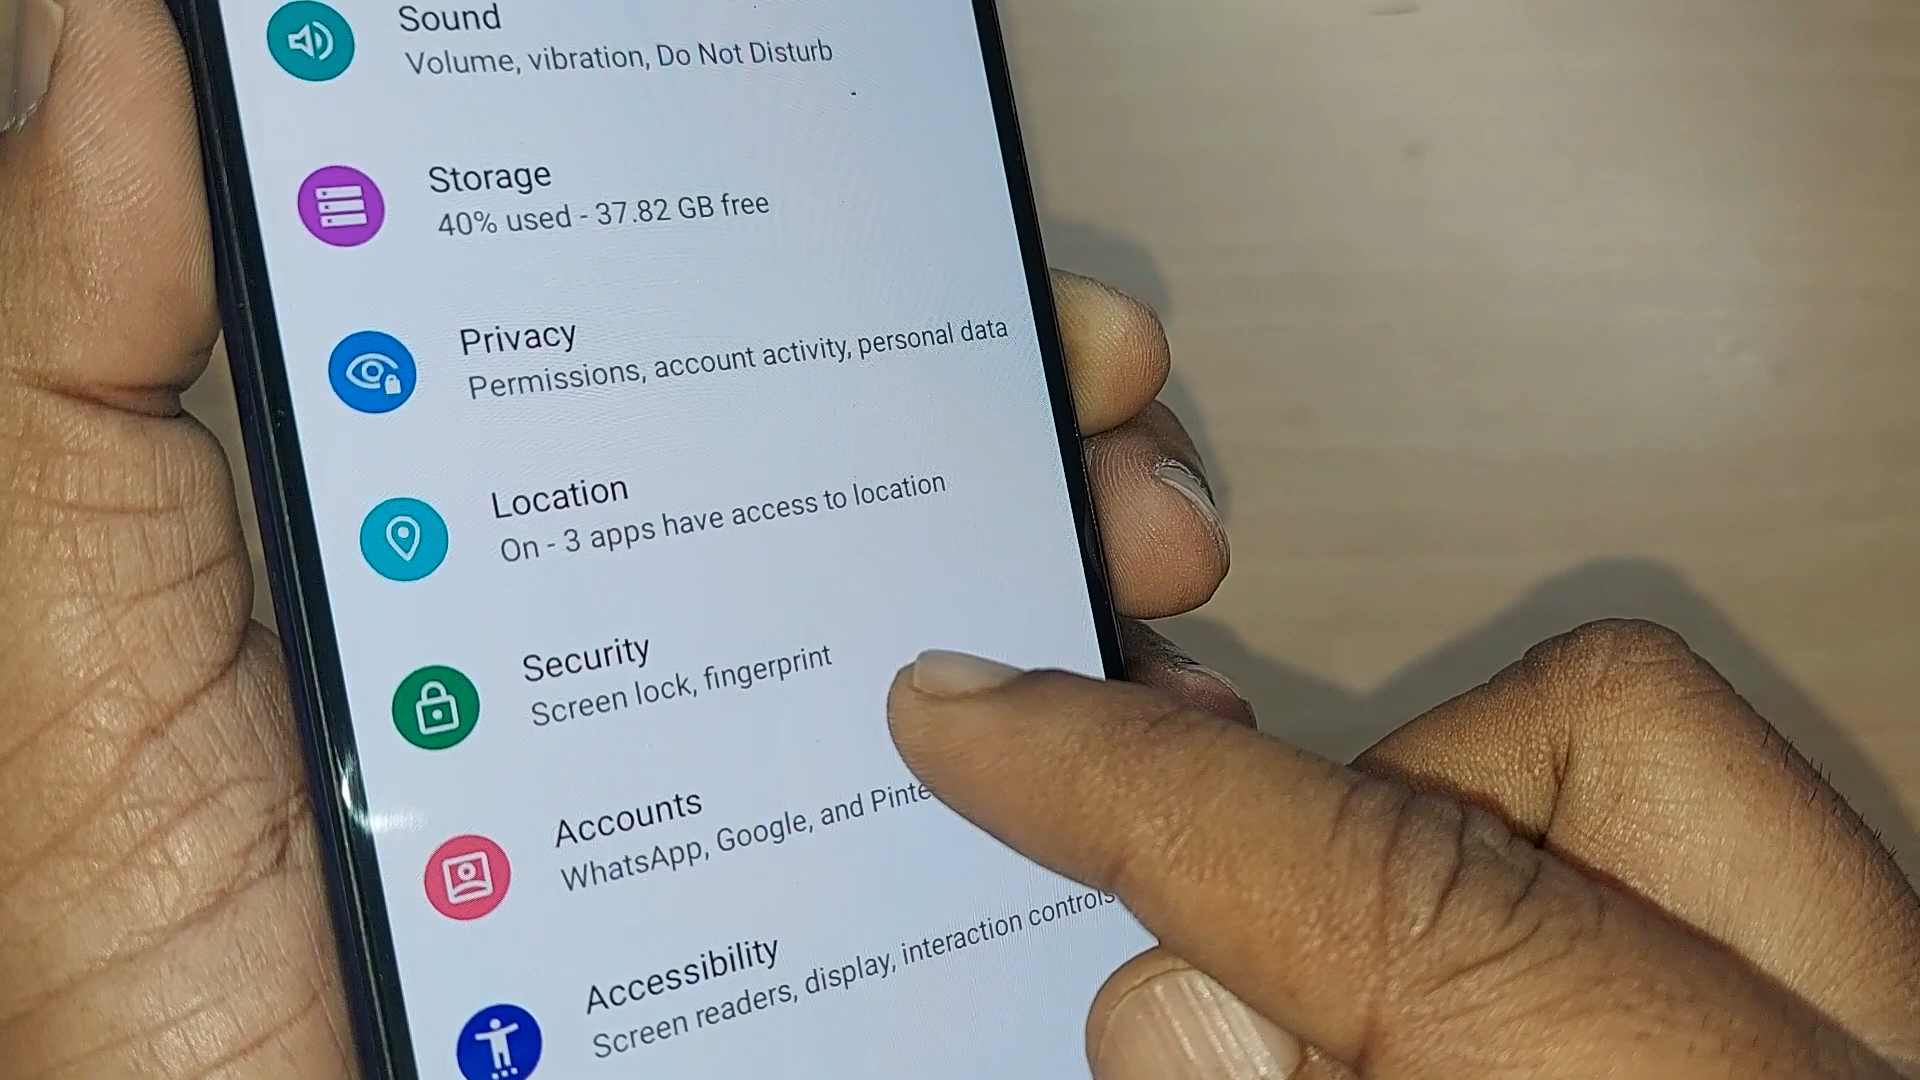 Sound
Volume, vibration, Do Not Disturb
Storage
40% used - 37.82 GB free
Privacy
Permissions, account activity, personal data
Location
On - 3 apps have access to location
Security
Screen lock, fingerprint
Accounts
WhatsApp, Google, and Pinte
Accessibility
Screen readers, display, interaction controls